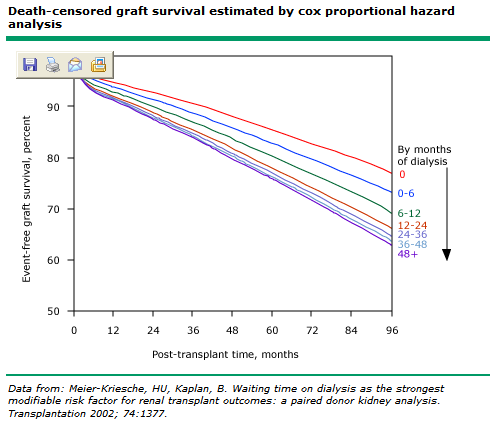 Death-censored graft survival estimated by cox proportional hazard
analysis
90
80
70
60
50
Event-free graft survival, percent
0 12 24 36 48 60 72 84 96
Post-transplant time, months
By months
of dialysis
0
0-6
6-12
12-24
24-36
36-48
48+
Data from: Meier-Kriesche, HU, Kaplan, B. Waiting time on dialysis as the strongest
modifiable risk factor for renal transplant outcomes: a paired donor kidney analysis.
Transplantation 2002; 74:1377.